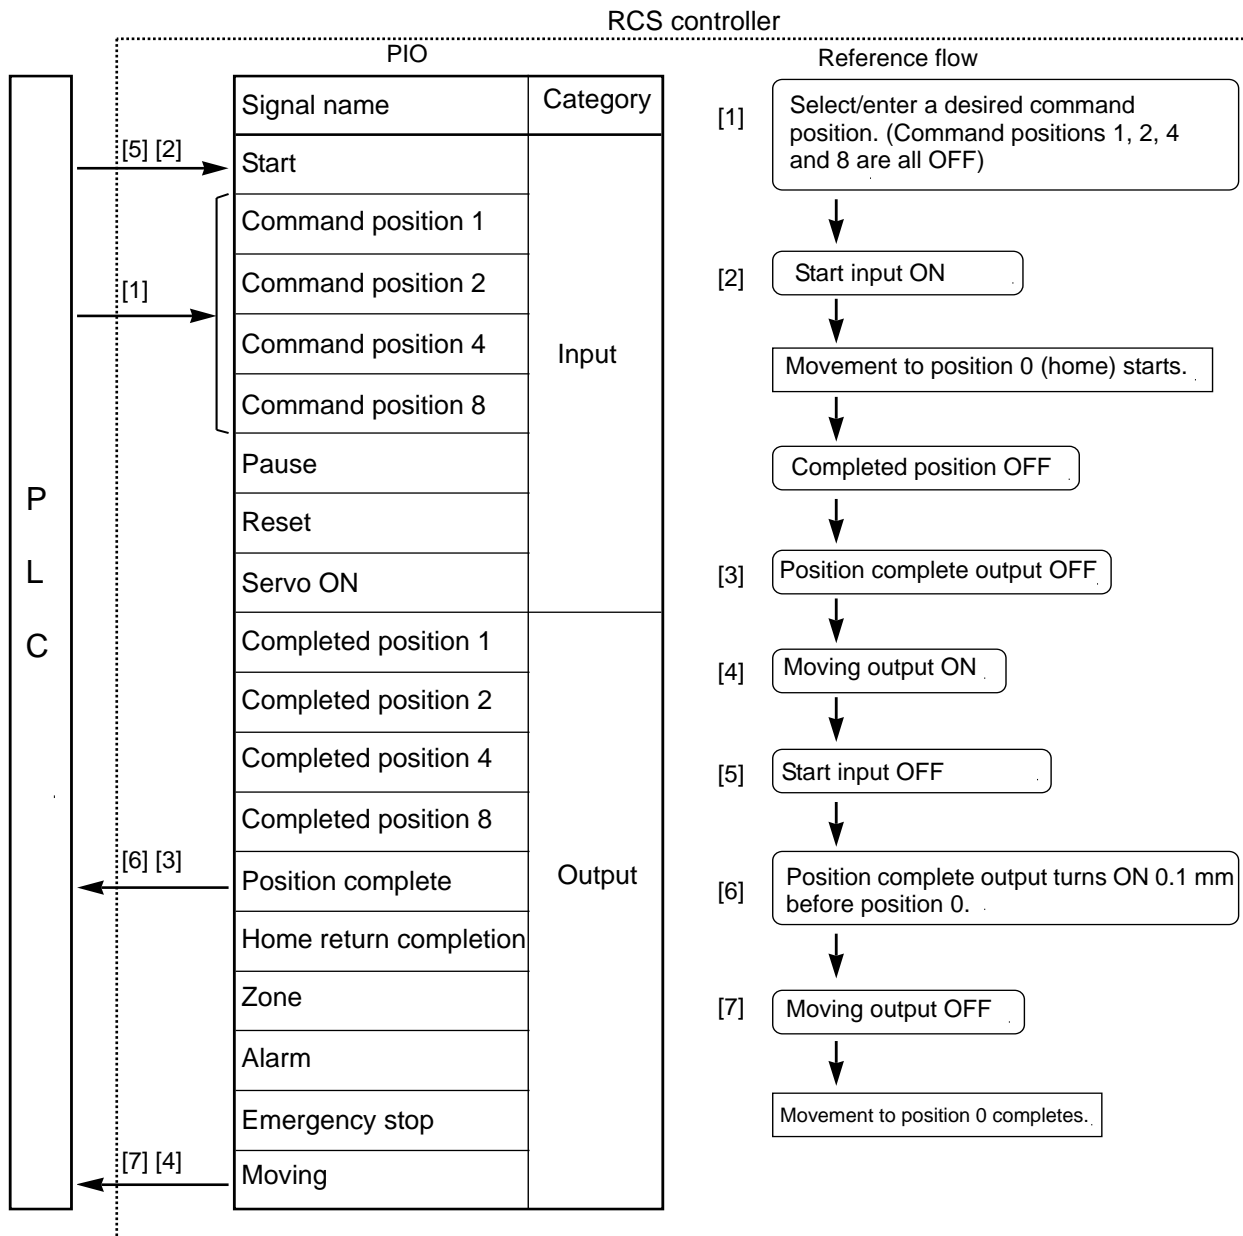 RCS controller
PIO
Reference flow
Signal name
Category
[5] [2]
Start
Command position 1
[1]
Command position 2
Command position 4
Command position 8
Input
Pause
Reset
Servo ON
P
L
C
Completed position 1
Completed position 2
Completed position 4
Completed position 8
[6] [3]
Position complete
Output
Home return completion
Zone
Alarm
Emergency stop
[7] [4]
Moving
[1]
Select/enter a desired command
position. (Command positions 1, 2, 4
and 8 are all OFF)
[2]
Start input ON
Movement to position 0 (home) starts.
Completed position OFF
[3]
Position complete output OFF
[4]
Moving output ON
[5]
Start input OFF
[6]
Position complete output turns ON 0.1 mm
before position 0.
[7]
Moving output OFF
Movement to position 0 completes.